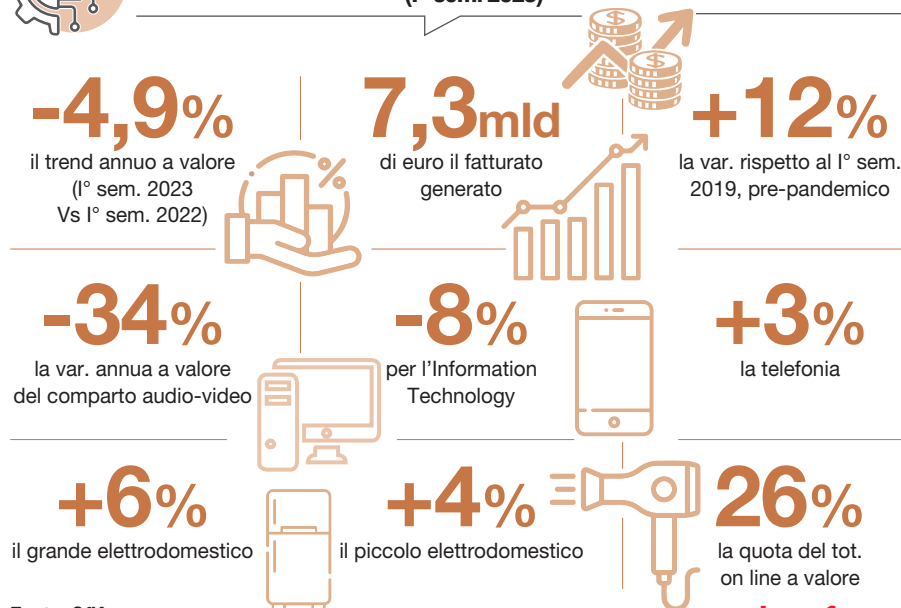 -4,9%
il trend annuo a valore
(I° sem. 2023
Vs I° sem. 2022)
7,3mld
di euro il fatturato
generato
+12%
la var. rispetto al I° sem.
2019, pre-pandemico
%
$
$
-34%
la var. annua a valore
del comparto audio-video
-8%
per l'Information
Technology
+3%
la telefonia
+6%
il grande elettrodomestico
+4%
il piccolo elettrodomestico
26%
la quota del tot.
on line a valore